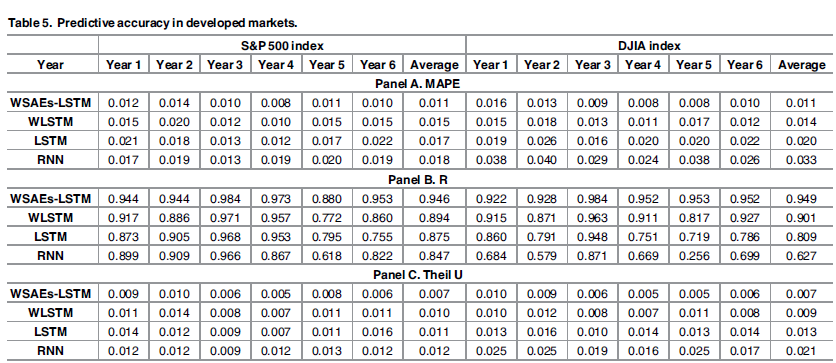 Table 5. Predictive accuracy in developed markets.
S&P 500 index DJIA index
Year Year 1 Year 2 Year 3 Year 4 Year 5 Year 6 Average Year 1 Year 2 Year 3 Year 4 Year 5 Year 6 Average
Panel A. MAPE
WSAEs-LSTM 0.012 0.014 0.010 0.008 0.011 0.010 0.011 0.016 0.013 0.009 0.008 0.008 0.010 0.011
WLSTM 0.015 0.020 0.012 0.010 0.015 0.015 0.015 0.015 0.018 0.013 0.011 0.017 0.012 0.014
LSTM 0.021 0.018 0.013 0.012 0.017 0.022 0.017 0.019 0.026 0.016 0.020 0.020 0.022 0.020
RNN 0.017 0.019 0.013 0.019 0.020 0.019 0.018 0.038 0.040 0.029 0.024 0.038 0.026 0.033
Panel B. R
WSAEs-LSTM 0.944 0.944 0.984 0.973 0.880 0.953 0.946 0.922 0.928 0.984 0.952 0.953 0.952 0.949
WLSTM 0.917 0.886 0.971 0.957 0.772 0.860 0.894 0.915 0.871 0.963 0.911 0.817 0.927 0.901
LSTM 0.873 0.905 0.968 0.953 0.795 0.755 0.875 0.860 0.791 0.948 0.751 0.719 0.786 0.809
RNN 0.899 0.909 0.966 0.867 0.618 0.822 0.847 0.684 0.579 0.871 0.669 0.256 0.699 0.627
Panel C. Theil U
WSAEs-LSTM 0.009 0.010 0.006 0.005 0.008 0.006 0.007 0.010 0.009 0.006 0.005 0.005 0.006 0.007
WLSTM 0.011 0.014 0.008 0.007 0.011 0.011 0.010 0.010 0.012 0.008 0.007 0.011 0.008 0.009
LSTM 0.014 0.012 0.009 0.007 0.011 0.016 0.011 0.013 0.016 0.010 0.014 0.013 0.014 0.013
RNN 0.012 0.012 0.009 0.012 0.013 0.012 0.012 0.025 0.025 0.019 0.016 0.025 0.017 0.021